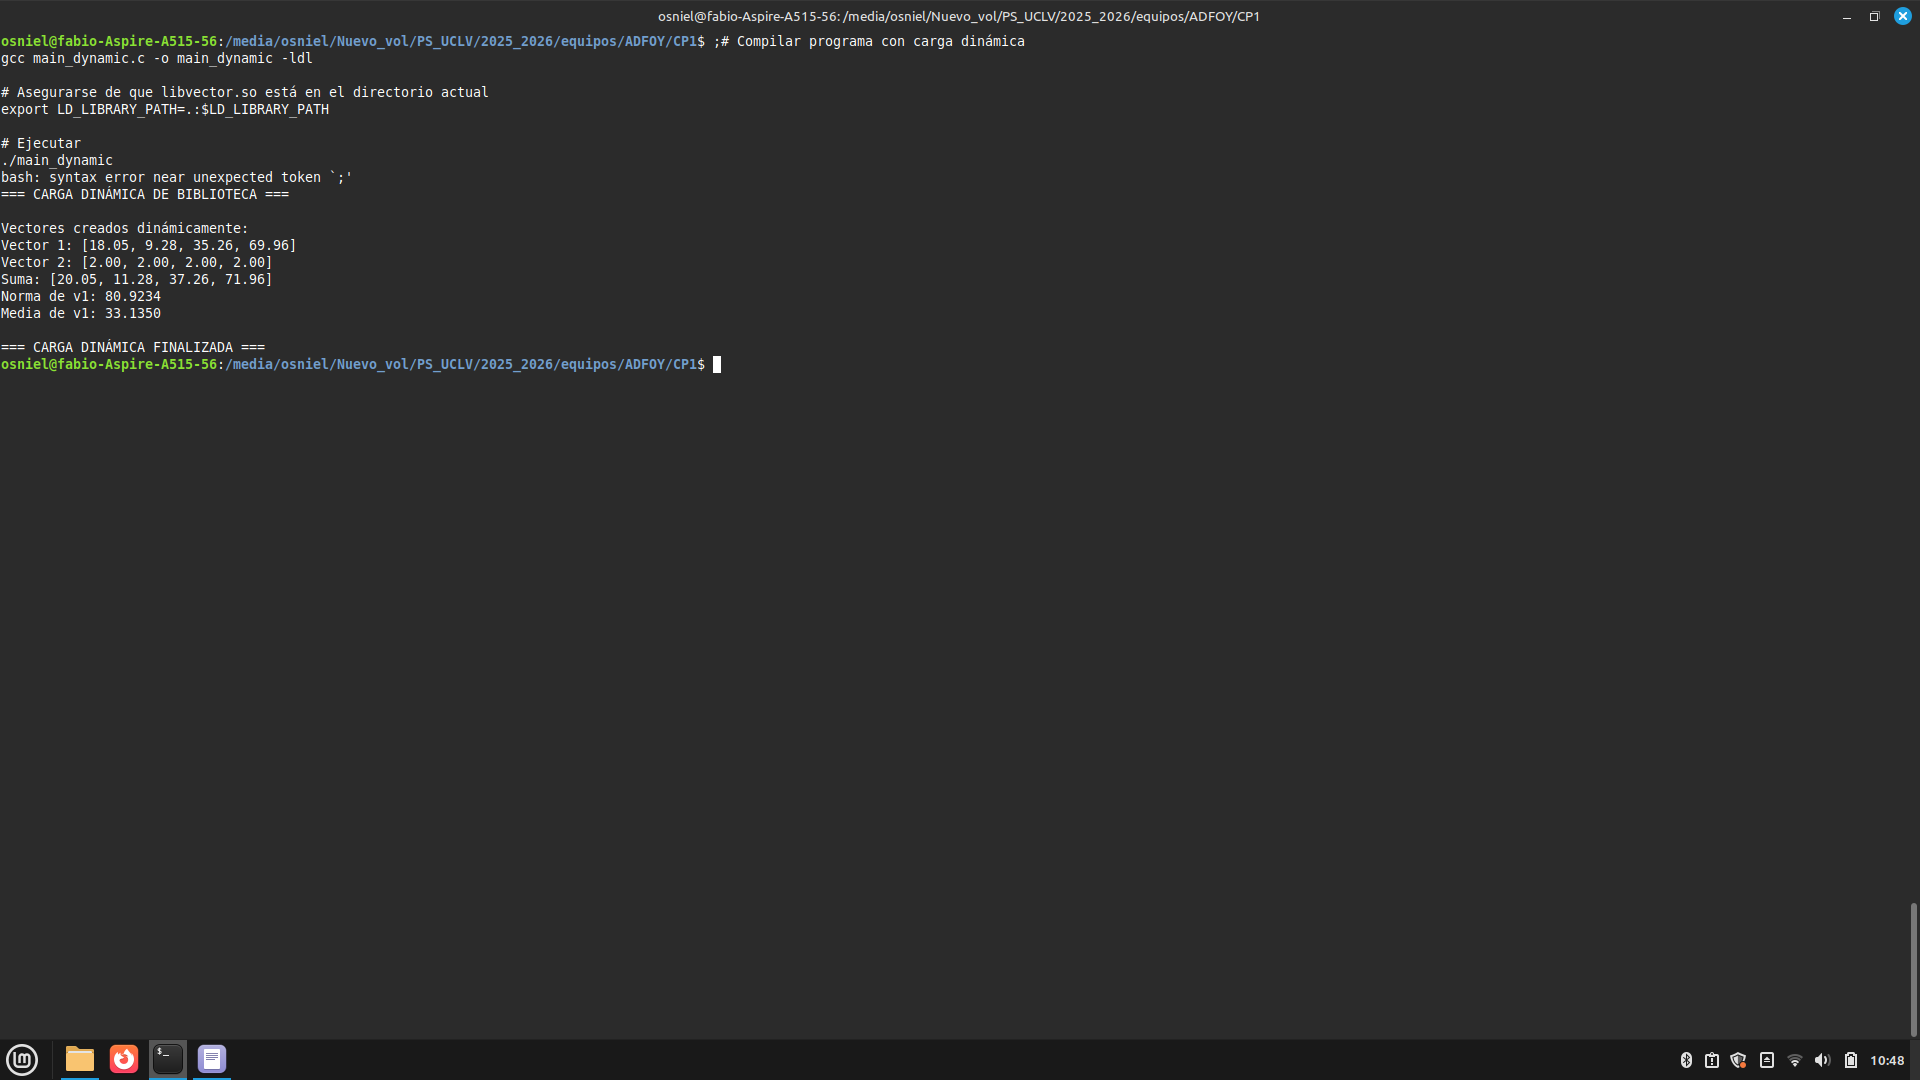 osniel@fabio-Aspire-A515-56: /media/osniel/Nuevo_vol/PS_UCLV/2025_2026/equipos/ADFOY/CP1
osniel@fabio-Aspire-A515-56:/media/osniel/Nuevo_vol/PS_UCLV/2025_2026/equipos/ADFOY/CP1$ ;# Compilar programa con carga dinámica
gcc main_dynamic.c -o main_dynamic -ldl
# Asegurarse de que libvector.so está en el directorio actual
export LD_LIBRARY_PATH=.:$LD_LIBRARY_PATH
# Ejecutar
./main_dynamic
bash: syntax error near unexpected token `;'
=== CARGA DINÁMICA DE BIBLIOTECA ===
Vectores creados dinámicamente:
Vector 1: [18.05, 9.28, 35.26, 69.96]
Vector 2: [2.00, 2.00, 2.00, 2.00]
Suma: [20.05, 11.28, 37.26, 71.96]
Norma de v1: 80.9234
Media de v1: 33.1350
=== CARGA DINÁMICA FINALIZADA ===
osniel@fabio-Aspire-A515-56:/media/osniel/Nuevo_vol/PS_UCLV/2025_2026/equipos/ADFOY/CP1$
10:48